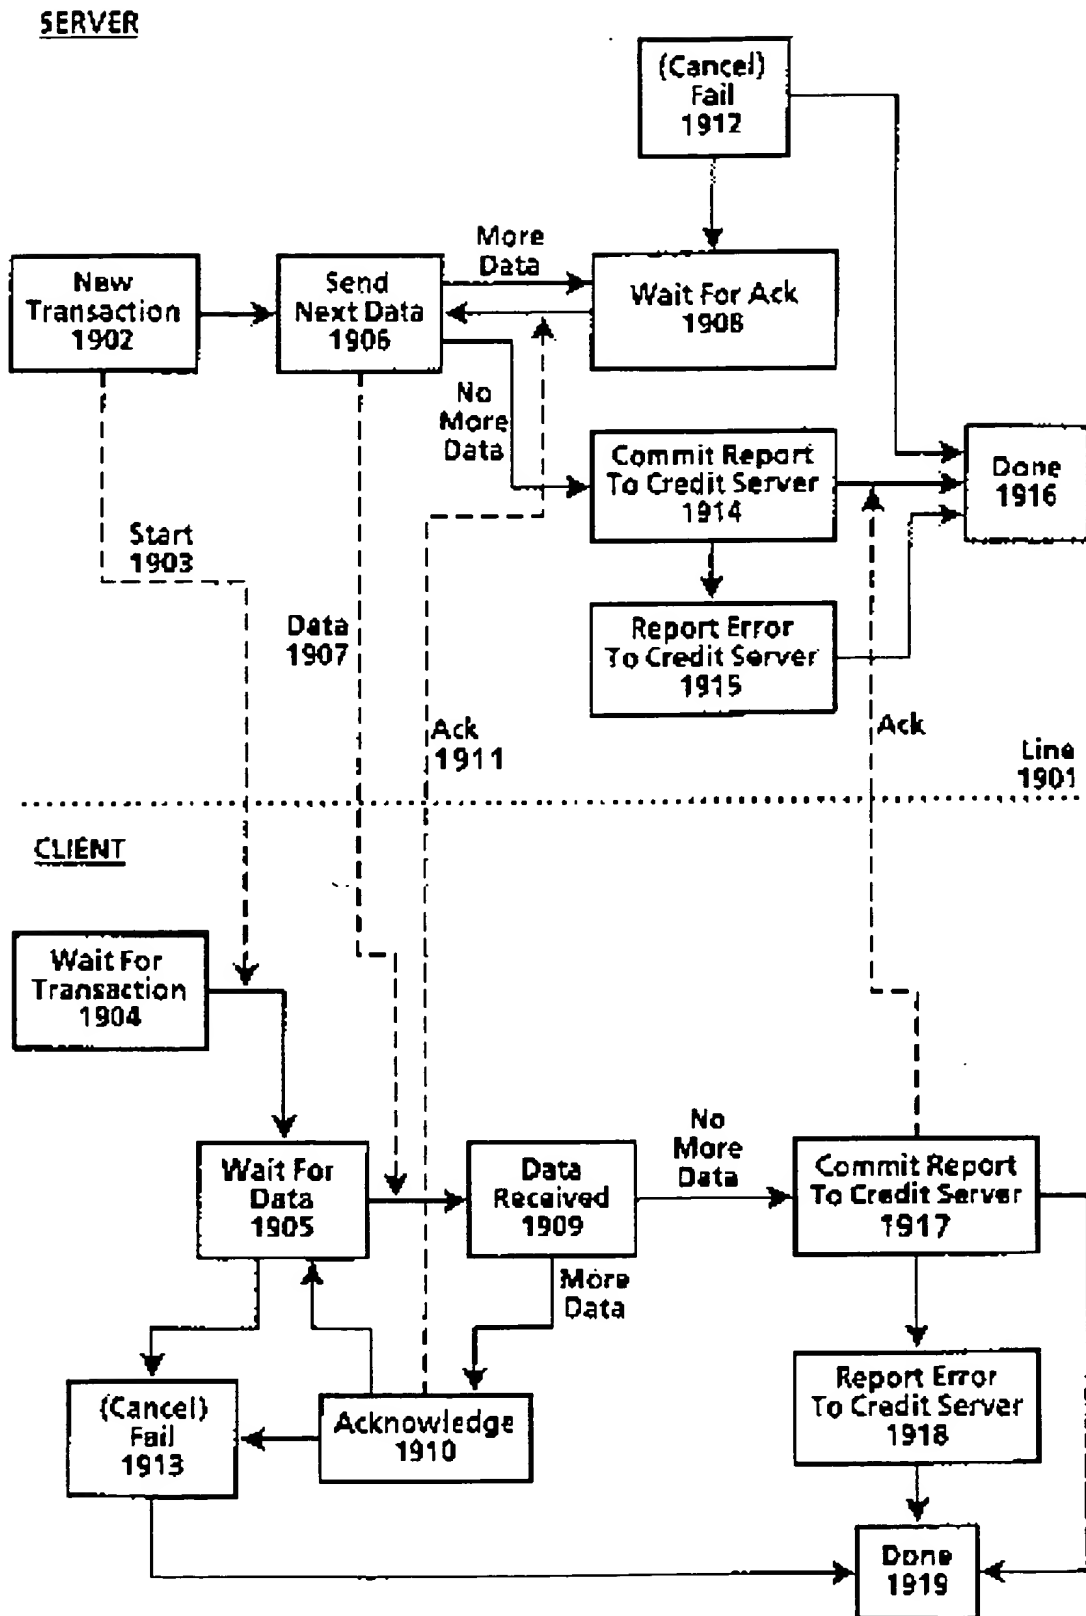 SERVER
(Cancel)
Fail
1912
More
Data
New
Transaction
1902
Send
Next Data
1906
Wait For Ack
1908
No
More
Data
Commit Report
To Credit Server
1914
Done
1916
Start
1903
Data
1907
Report Error
To Credit Server
1915
Ack
1911
Ack
Line
1901
CLIENT
Wait For
Transaction
1904
No
More
Data
Wait For
Data
1905
Data
Received
1909
Commit Report
To Credit Server
1917
More
Data
(Cancel)
Fail
1913
Acknowledge
1910
Report Error
To Credit Server
1918
Done
1919